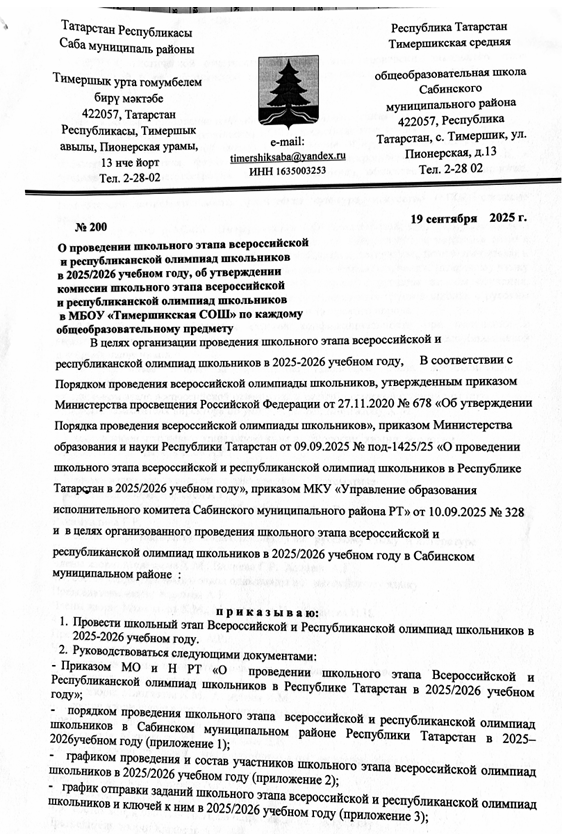 Татарстан Республикасы
Саба муниципаль районы
Тимершык урта гомумбелем
бирү мәктәбе
422057, Татарстан
Республикасы, Тимершык
авылы, Пионерская урамы,
13 нче йорт
Тел. 2-28-02
e-mail:
timershiksaba@yandex.ru
ИНН 1635003253
Республика Татарстан
Тимершикская средняя
общеобразовательная школа
Сабинского
муниципального района
422057, Республика
Татарстан, с. Тимершик, ул.
Пионерская, д.13
Тел. 2-28 02
№ 200
19 сентября 2025 г.
О проведении школьного этапа всероссийской
и республиканской олимпиад школьников
в 2025/2026 учебном году, об утверждении
комиссии школьного этапа всероссийской
и республиканской олимпиад школьников
в МБОУ «Тимершикская СОШ» по каждому
общеобразовательному предмету
В целях организации проведения школьного этапа всероссийской и
республиканской олимпиад школьников в 2025-2026 учебном году, В соответствии с
Порядком проведения всероссийской олимпиады школьников, утвержденным приказом
Министерства просвещения Российской Федерации от 27.11.2020 № 678 «Об утверждении
Порядка проведения всероссийской олимпиады школьников», приказом Министерства
образования и науки Республики Татарстан от 09.09.2025 № под-1425/25 «О проведении
школьного этапа всероссийской и республиканской олимпиад школьников в Республике
Татарстан в 2025/2026 учебном году», приказом МКУ «Управление образования
исполнительного комитета Сабинского муниципального района РТ» от 10.09.2025 № 328
и в целях организованного проведения школьного этапа всероссийской и
республиканской олимпиад школьников в 2025/2026 учебном году в Сабинском
муниципальном районе :
п р и к а з ы в а ю:
1. Провести школьный этап Всероссийской и Республиканской олимпиад школьников в
2025-2026 учебном году.
2. Руководствоваться следующими документами:
- Приказом МО и Н РТ «О проведении школьного этапа Всероссийской и
Республиканской олимпиад школьников в Республике Татарстан в 2025/2026 учебном
году»;
- порядком проведения школьного этапа всероссийской и республиканской олимпиад
школьников в Сабинском муниципальном районе Республики Татарстан в 2025–
2026учебном году (приложение 1);
- графиком проведения и состав участников школьного этапа всероссийской олимпиад
школьников в 2025/2026 учебном году (приложение 2);
- график отправки заданий школьного этапа всероссийской и республиканской олимпиад
школьников и ключей к ним в 2025/2026 учебном году (приложение 3);